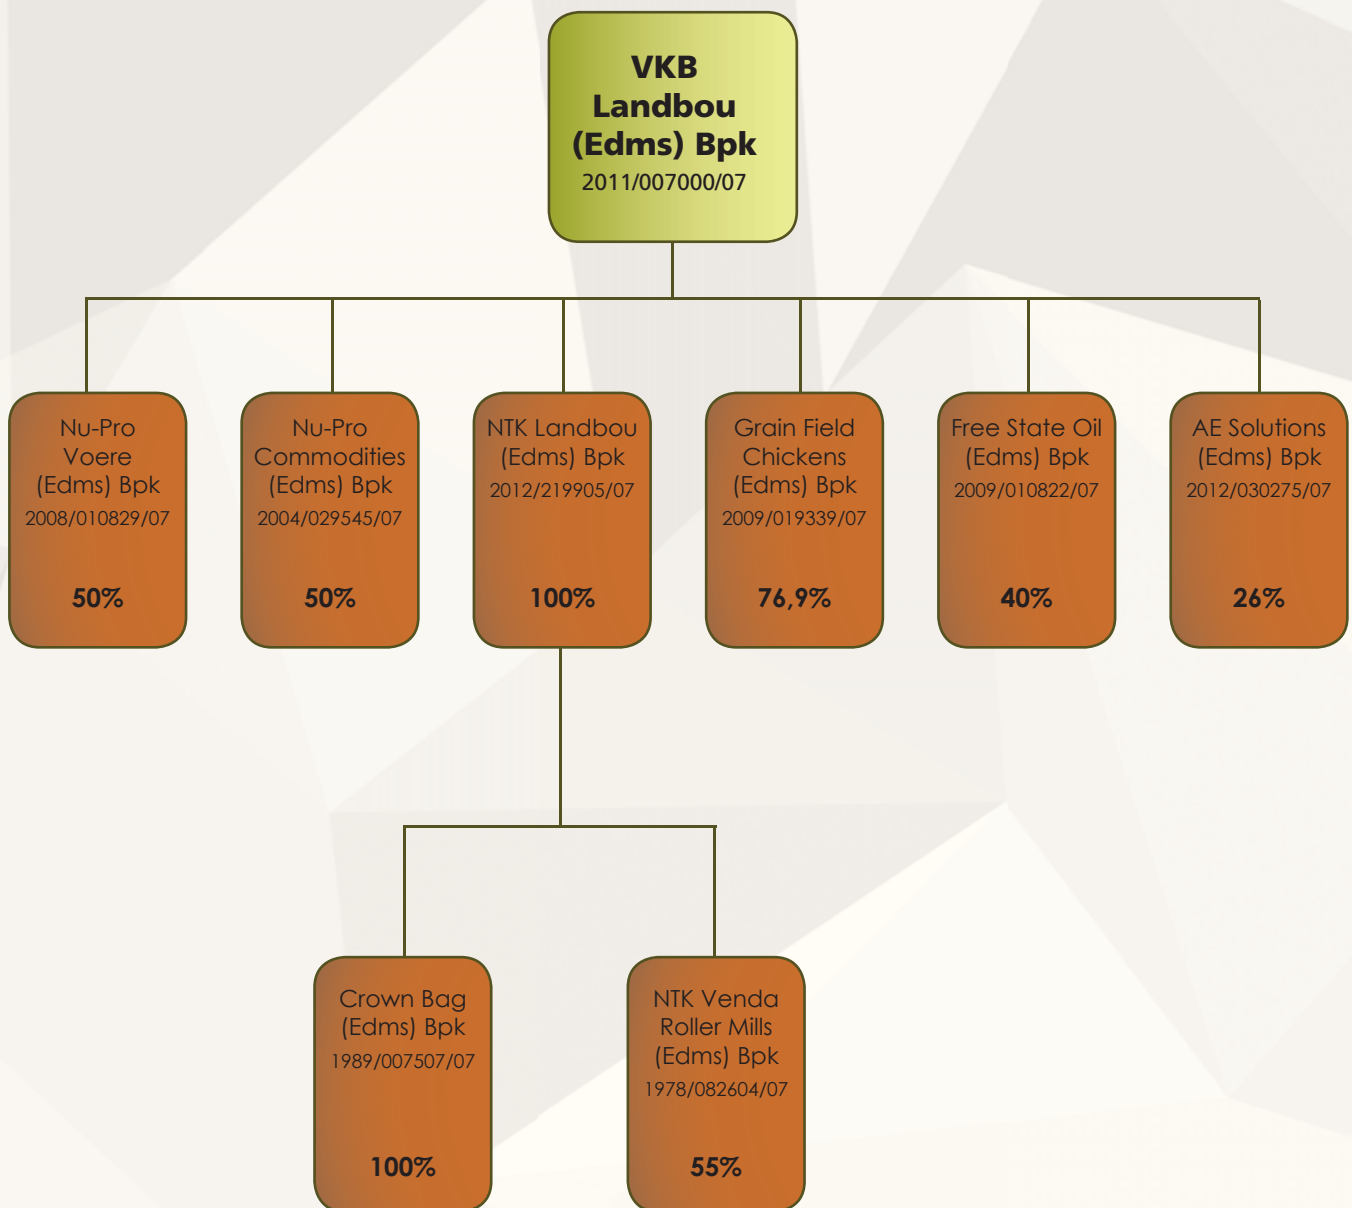 VKB
Landbou
(Edms) Bpk
2011/007000/07
Nu-Pro
Voere
(Edms) Bpk
2008/010829/07
50%
Nu-Pro
Commodities
(Edms) Bpk
2004/029545/07
50%
NTK Landbou
(Edms) Bpk
2012/219905/07
100%
Grain Field
Chickens
(Edms) Bpk
2009/019339/07
76,9%
Free State Oil
(Edms) Bpk
2009/010822/07
40%
AE Solutions
(Edms) Bpk
2012/030275/07
26%
Crown Bag
(Edms) Bpk
1989/007507/07
100%
NTK Venda
Roller Mills
(Edms) Bpk
1978/082604/07
55%